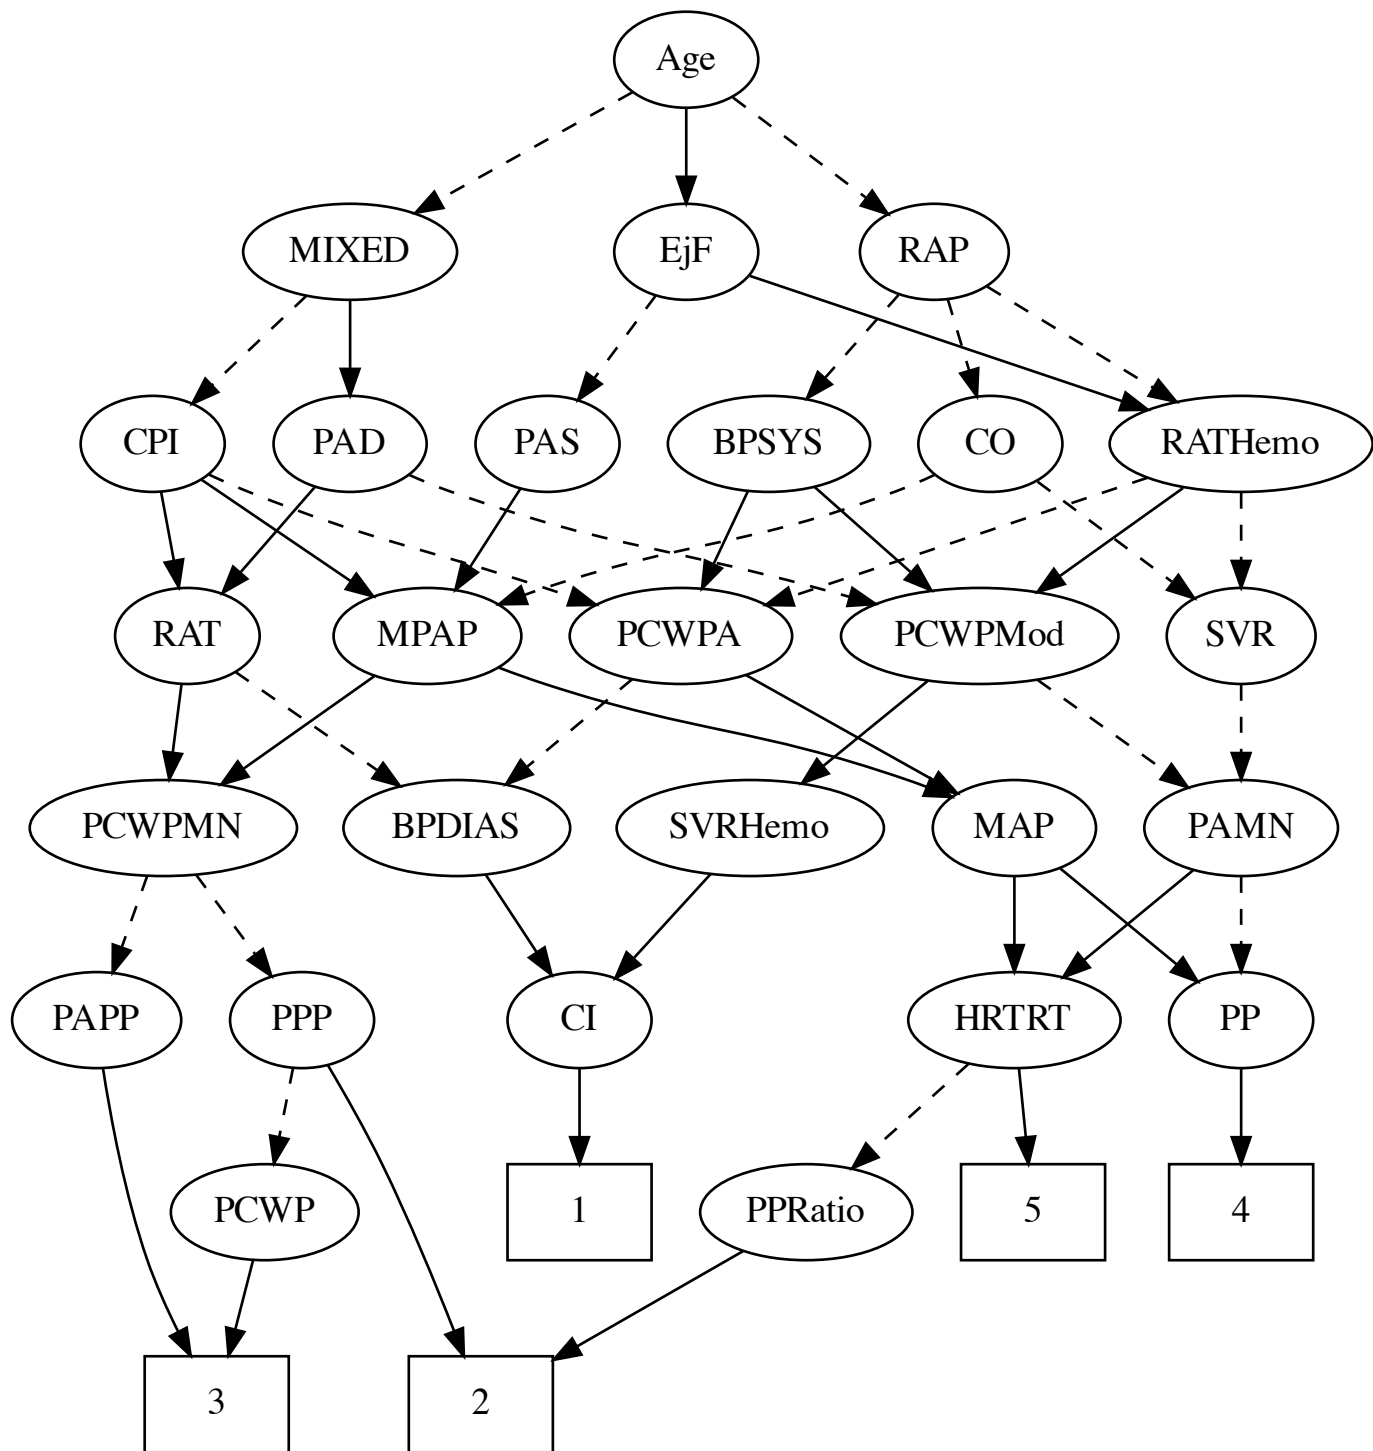 Age
MIXED
EjF
RAP
CPI
PAD
PAS
BPSYS
CO
RATHemo
RAT
MPAP
PCWPA
PCWPMod
SVR
PCWPMN
BPDIAS
SVRHemo
MAP
PAMN
PAPP
PPP
CI
HRTRT
PP
PCWP
1
PPRatio
5
4
3
2